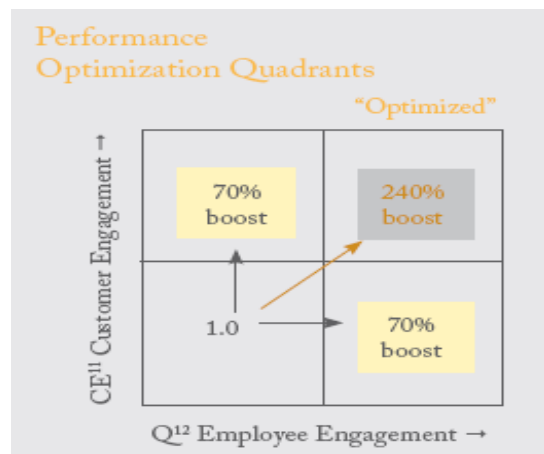 Performance
Optimization Quadrants
“Optimized”
70%
boost
240%
boost
1.0
70%
boost
CE¹¹ Customer Engagement →
Q¹² Employee Engagement →